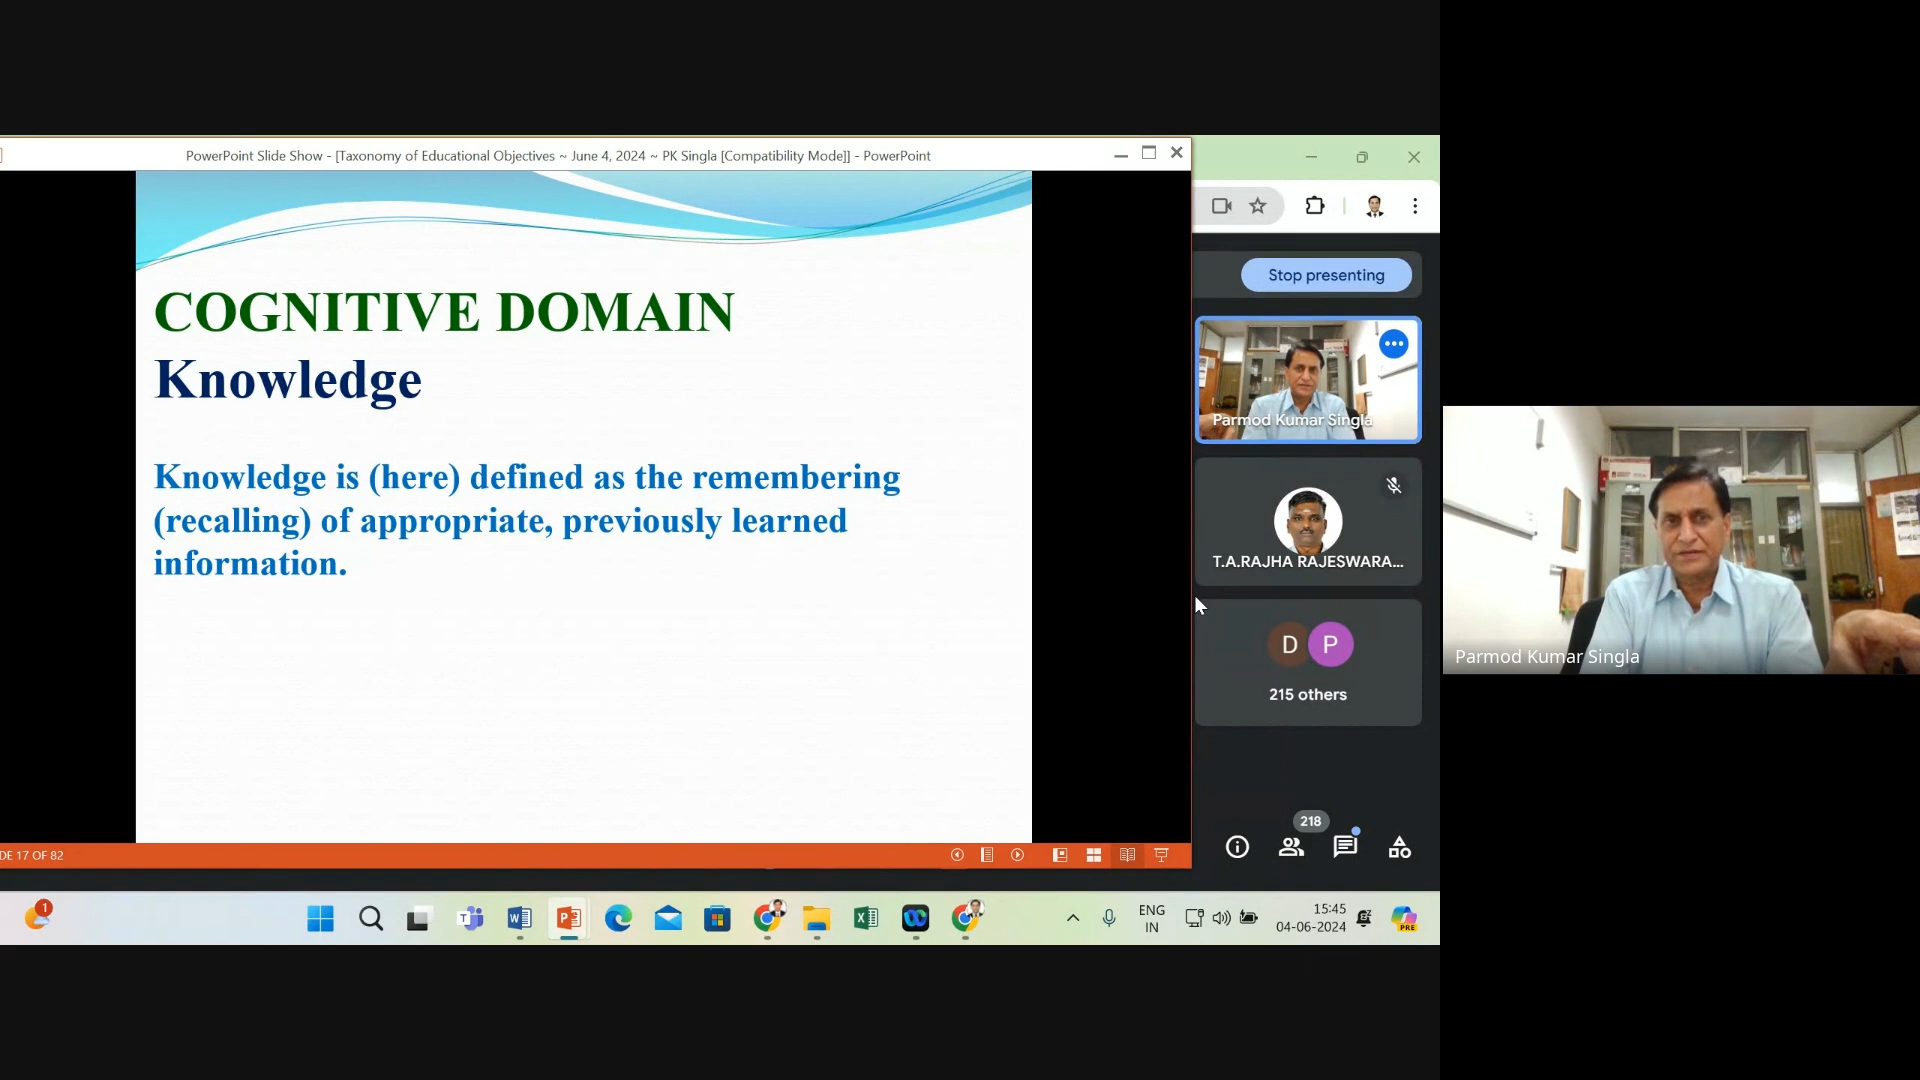 PowerPoint Slide Show - [Taxonomy of Educational Objectives ~ June 4, 2024 ~ PK Singla [Compatibility Mode]] - PowerPoint
COGNITIVE DOMAIN
Knowledge
Knowledge is (here) defined as the remembering
(recalling) of appropriate, previously learned
information.
DE 17 OF 82
Stop presenting
Parmod Kumar Singla
T.A.RAJHA RAJESWARA...
D P
215 others
218
Parmod Kumar Singla
1
ENG
IN
15:45
04-06-2024
PRE